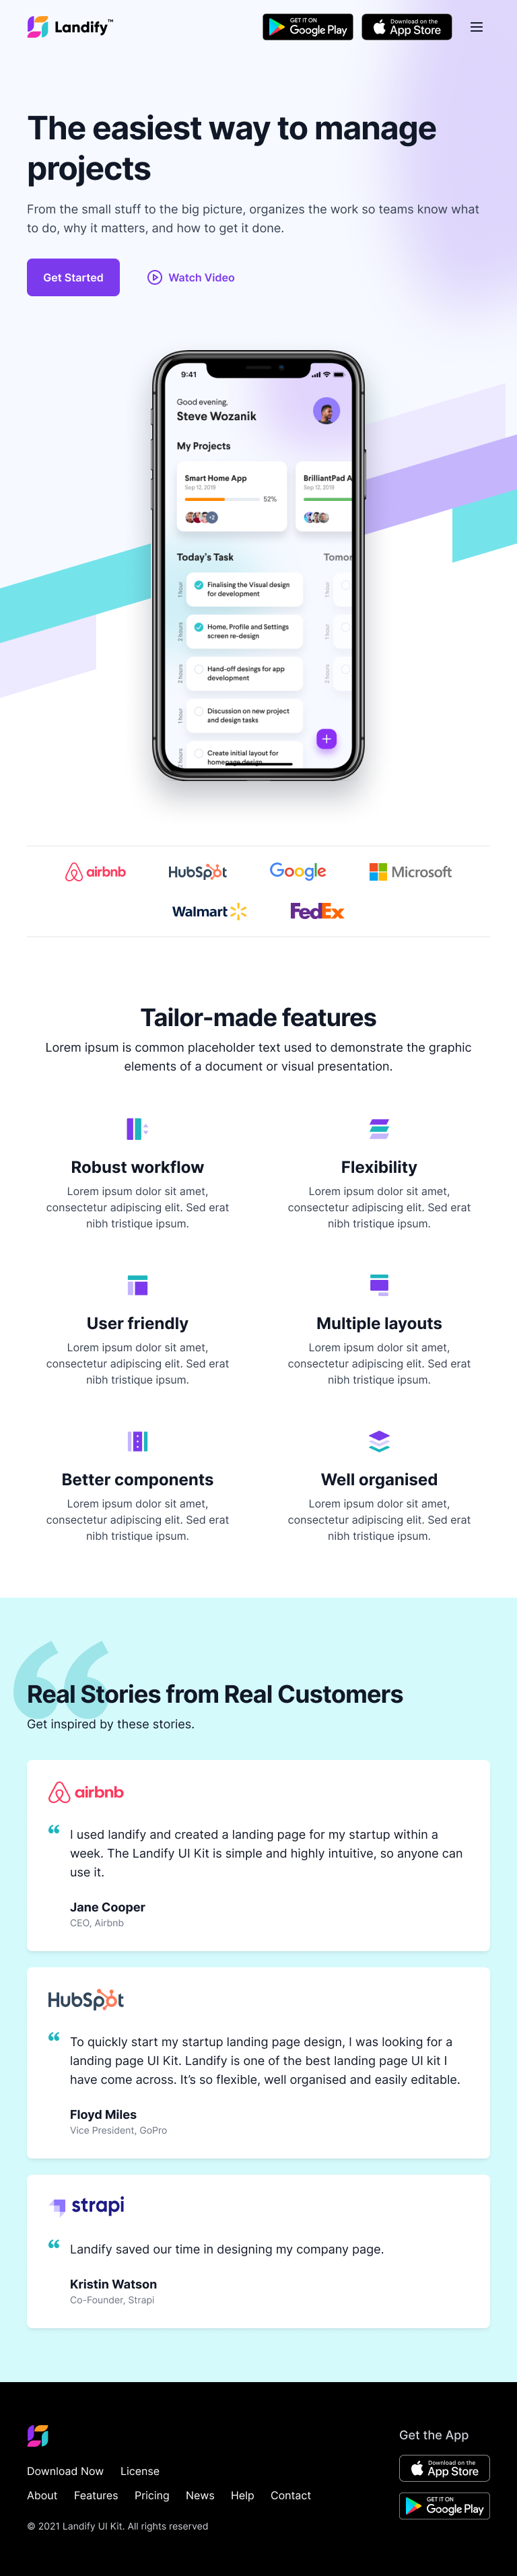 Landify™
GET IT ON
Google Play
Download on the
App Store
The easiest way to manage
projects
From the small stuff to the big picture, organizes the work so teams know what
to do, why it matters, and how to get it done.
Get Started
Watch Video
9:41
Good evening,
Steve Wozanik
My Projects
Smart Home App
Sep 12, 2019
52%
+2
BrilliantPad A
Sep 12, 2019
Today's Task
Tomor
1 hour
Finalising the Visual design
for development
1 hour
2 hours
Home, Profile and Settings
screen re-design
1 hour
2 hours
Hand-off desings for app
development
2 hours
1 hour
Discussion on new project
and design tasks
2 hours
Create initial layout for
homepage design
airbnb
HubSpot
Google
Microsoft
Walmart
FedEx
Tailor-made features
Lorem ipsum is common placeholder text used to demonstrate the graphic
elements of a document or visual presentation.
Robust workflow
Lorem ipsum dolor sit amet,
consectetur adipiscing elit. Sed erat
nibh tristique ipsum.
Flexibility
Lorem ipsum dolor sit amet,
consectetur adipiscing elit. Sed erat
nibh tristique ipsum.
User friendly
Lorem ipsum dolor sit amet,
consectetur adipiscing elit. Sed erat
nibh tristique ipsum.
Multiple layouts
Lorem ipsum dolor sit amet,
consectetur adipiscing elit. Sed erat
nibh tristique ipsum.
Better components
Lorem ipsum dolor sit amet,
consectetur adipiscing elit. Sed erat
nibh tristique ipsum.
Well organised
Lorem ipsum dolor sit amet,
consectetur adipiscing elit. Sed erat
nibh tristique ipsum.
“
Real Stories from Real Customers
Get inspired by these stories.
airbnb
“
I used landify and created a landing page for my startup within a
week. The Landify UI Kit is simple and highly intuitive, so anyone can
use it.
Jane Cooper
CEO, Airbnb
HubSpot
“
To quickly start my startup landing page design, I was looking for a
landing page UI Kit. Landify is one of the best landing page UI kit I
have come across. It’s so flexible, well organised and easily editable.
Floyd Miles
Vice President, GoPro
strapi
“
Landify saved our time in designing my company page.
Kristin Watson
Co-Founder, Strapi
Download Now
License
About
Features
Pricing
News
Help
Contact
© 2021 Landify UI Kit. All rights reserved
Get the App
Download on the
App Store
GET IT ON
Google Play